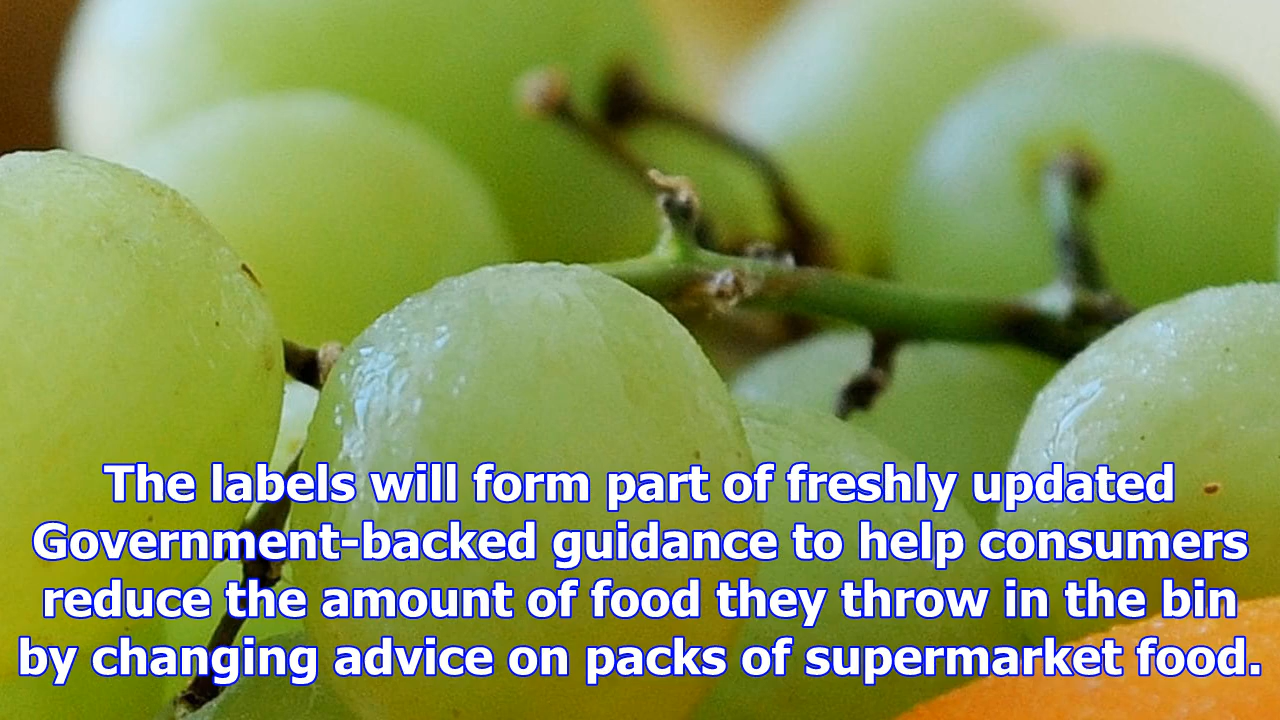 The labels will form part of freshly updated
Government-backed guidance to help consumers
reduce the amount of food they throw in the bin
by changing advice on packs of supermarket food.